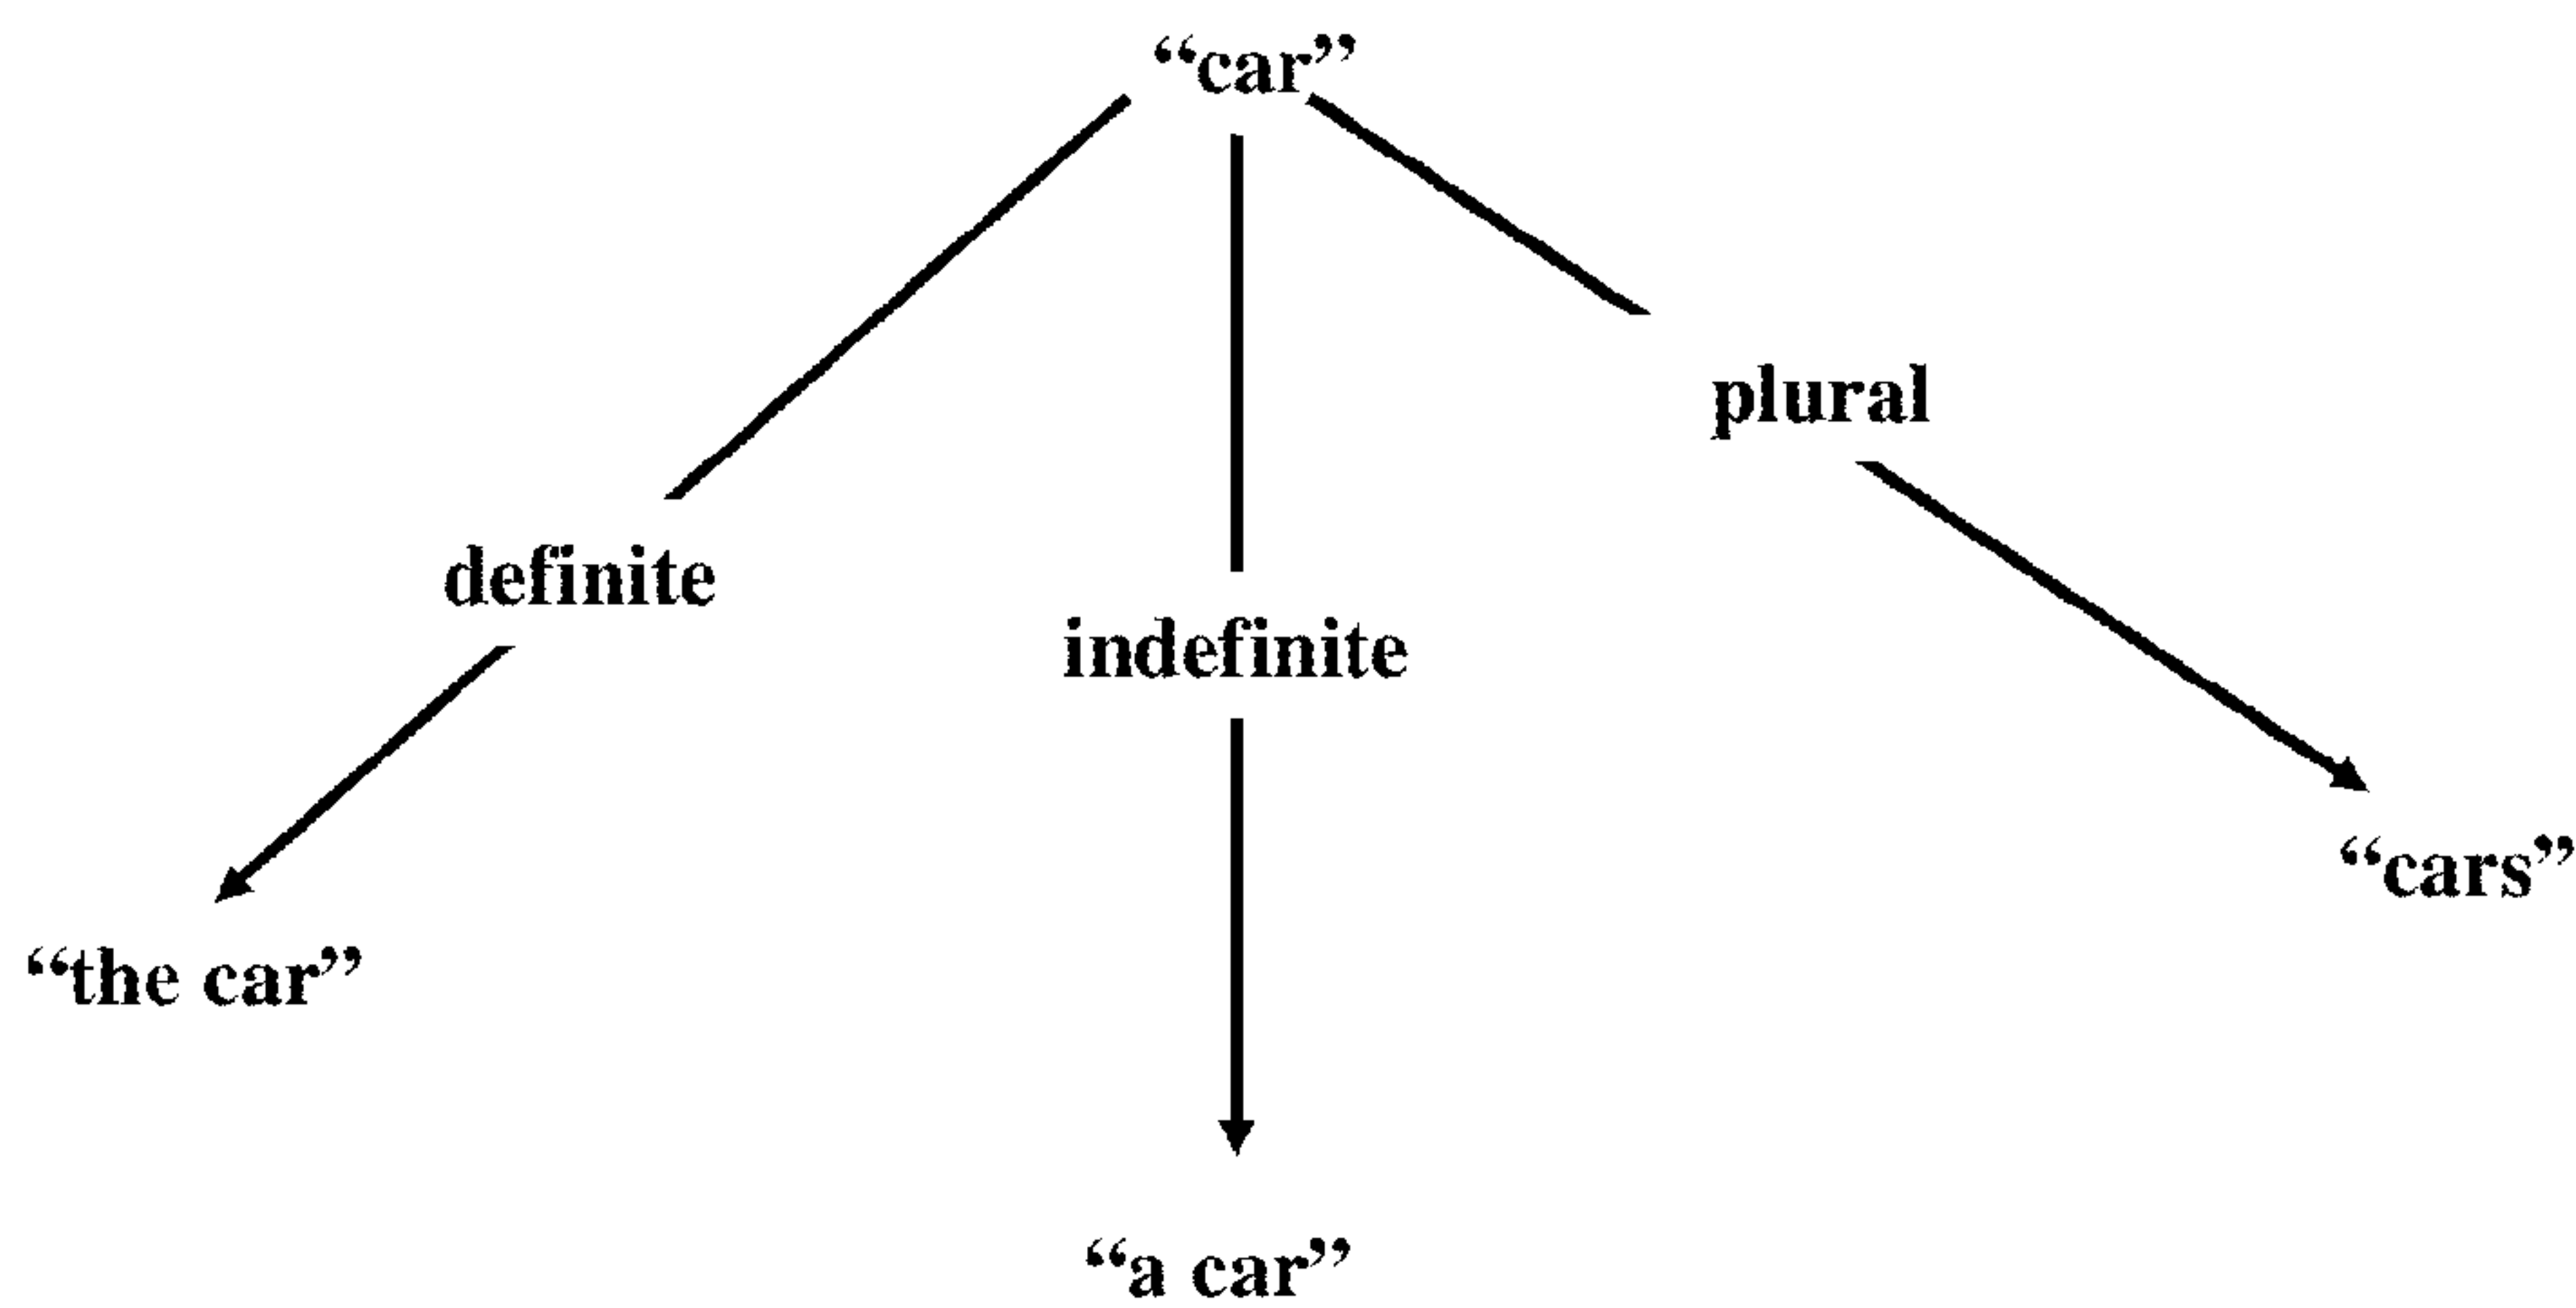 “car”
plural
definite
indefinite
“cars”
“the car”
“a car”